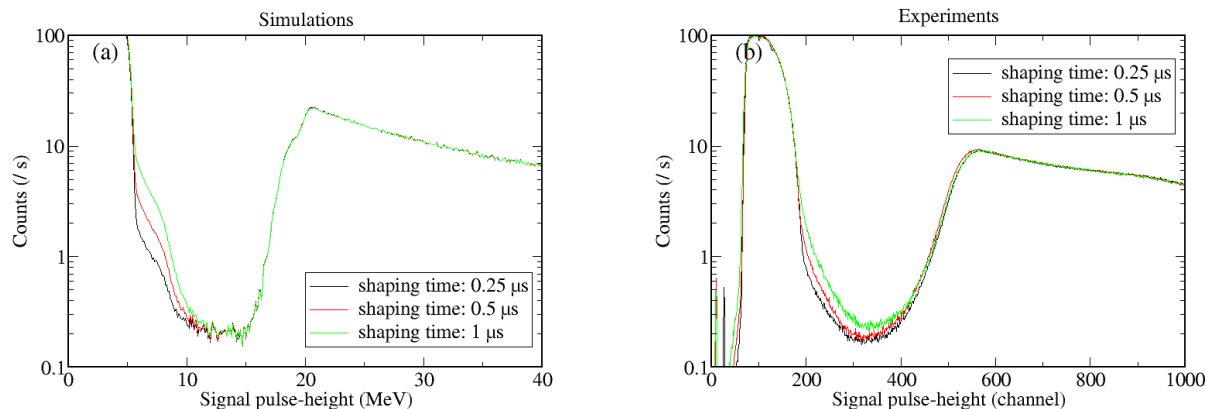 Simulations
(a)
100
10
1
0.1
Counts (/ s)
shaping time: 0.25 µs
shaping time: 0.5 µs
shaping time: 1 µs
0 10 20 30 40
Signal pulse-height (MeV)
Experiments
(b)
100
10
1
0.1
Counts (/ s)
shaping time: 0.25 µs
shaping time: 0.5 µs
shaping time: 1 µs
0 200 400 600 800 1000
Signal pulse-height (channel)